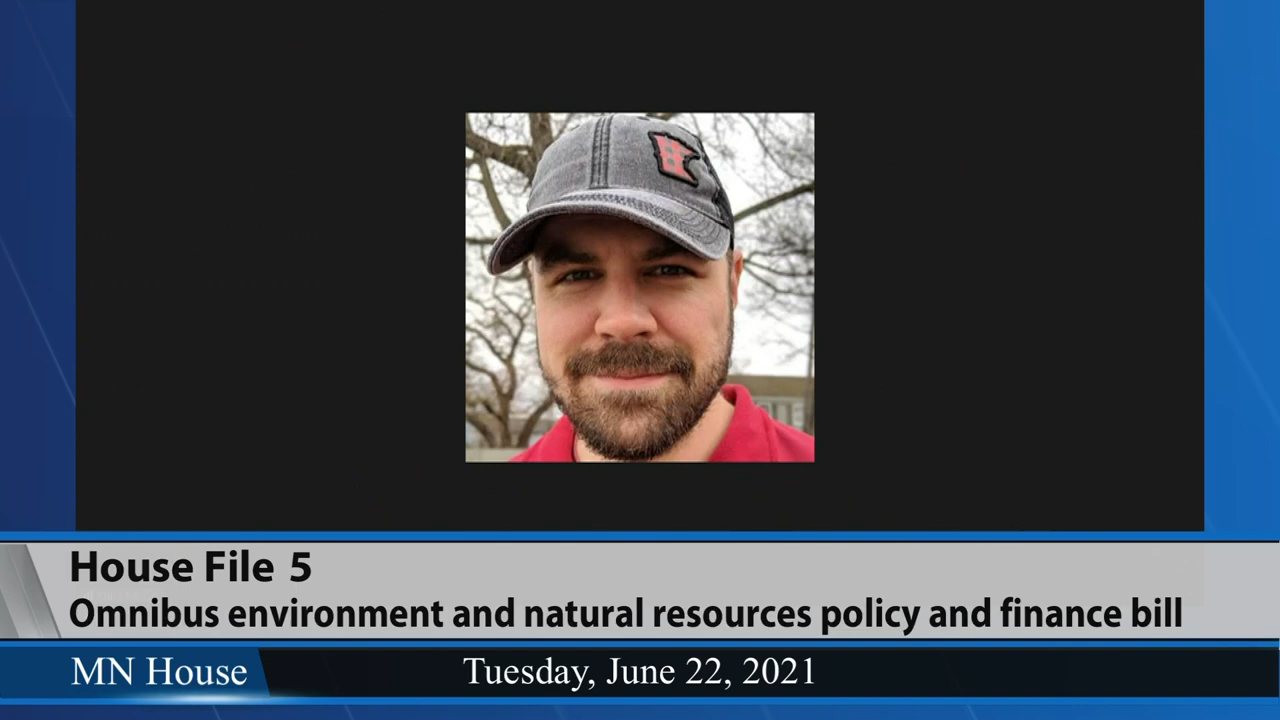 House File 5
Omnibus environment and natural resources policy and finance bill
MN House
Tuesday, June 22, 2021